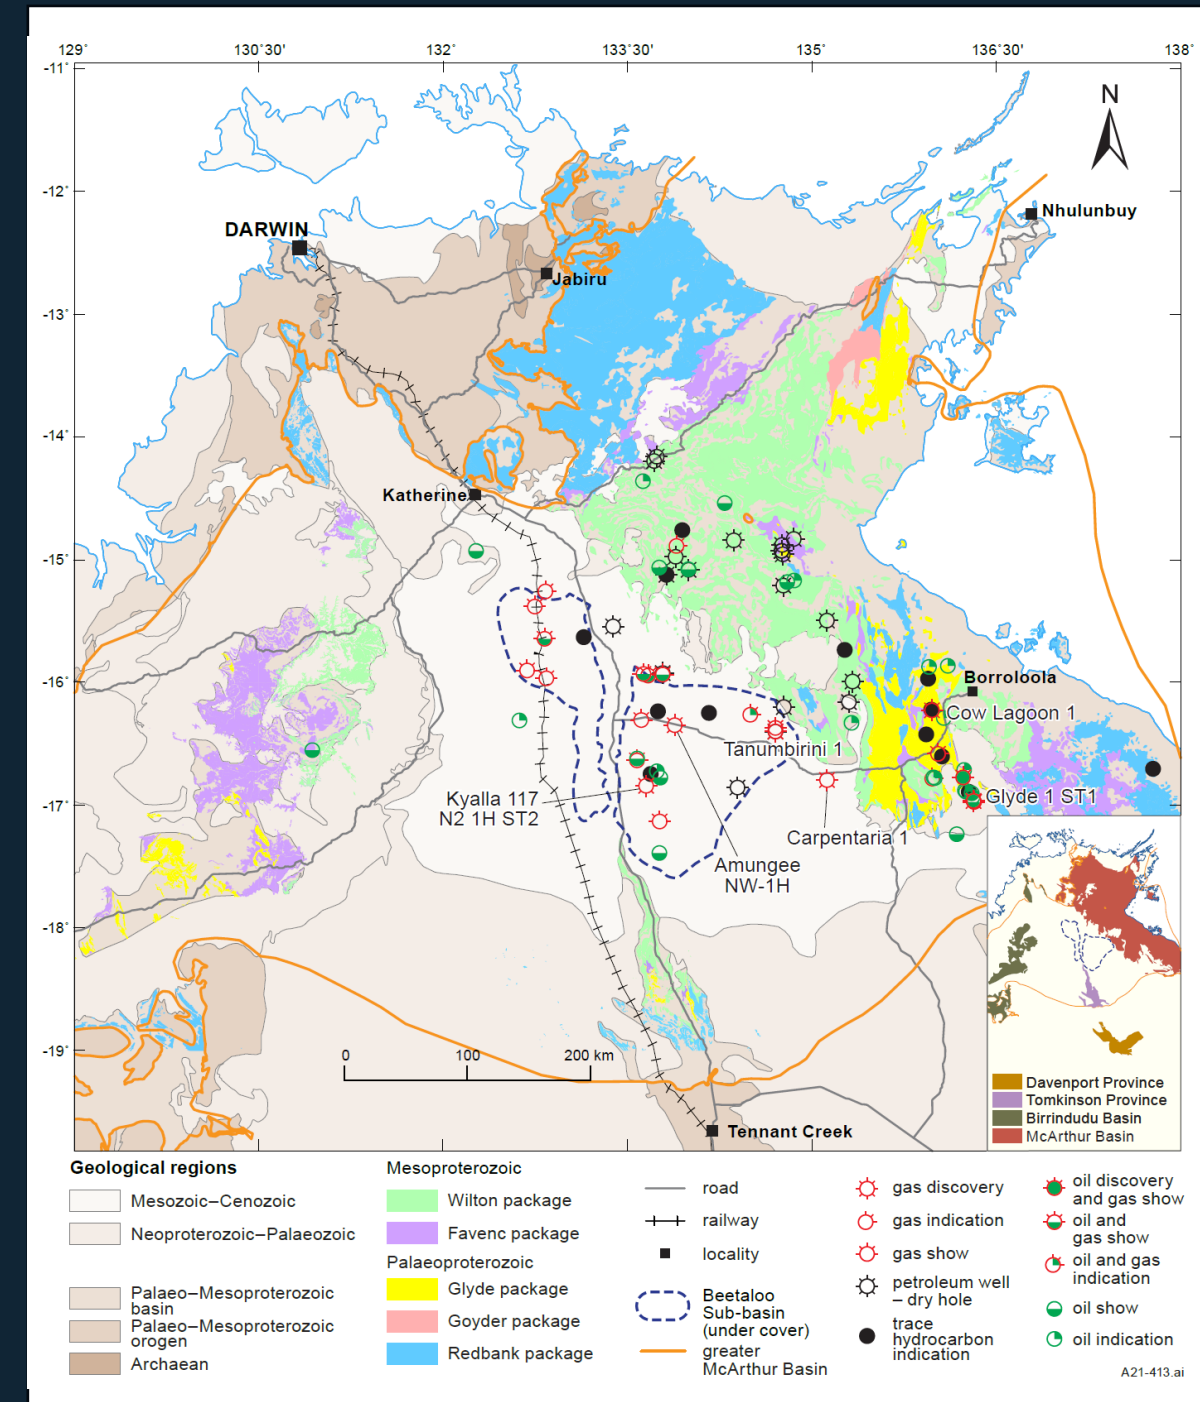 129˚ 130˚30' 132˚ 133˚30' 135˚ 136˚30' 138˚
-11˚
-12˚
-13˚
-14˚
-15˚
-16˚
-17˚
-18˚
-19˚
N
Nhulunbuy
DARWIN
Jabiru
Katherine
Borroloola
Cow Lagoon 1
Tanumbirini 1
Glyde 1 ST1
Kyalla 117
N2 1H ST2
Carpentaria 1
Amungee
NW-1H
0 100 200 km
Tennant Creek
Davenport Province
Tomkinson Province
Birrindudu Basin
McArthur Basin
Geological regions
Mesozoic–Cenozoic
Neoproterozoic–Palaeozoic
Palaeo–Mesoproterozoic
basin
Palaeo–Mesoproterozoic
orogen
Archaean
Mesoproterozoic
Wilton package
Favenc package
Palaeoproterozoic
Glyde package
Goyder package
Redbank package
road
railway
locality
Beetaloo
Sub-basin
(under cover)
greater
McArthur Basin
gas discovery
gas indication
gas show
petroleum well
– dry hole
trace
hydrocarbon
indication
oil discovery
and gas show
oil and
gas show
oil and gas
indication
oil show
oil indication
A21-413.ai